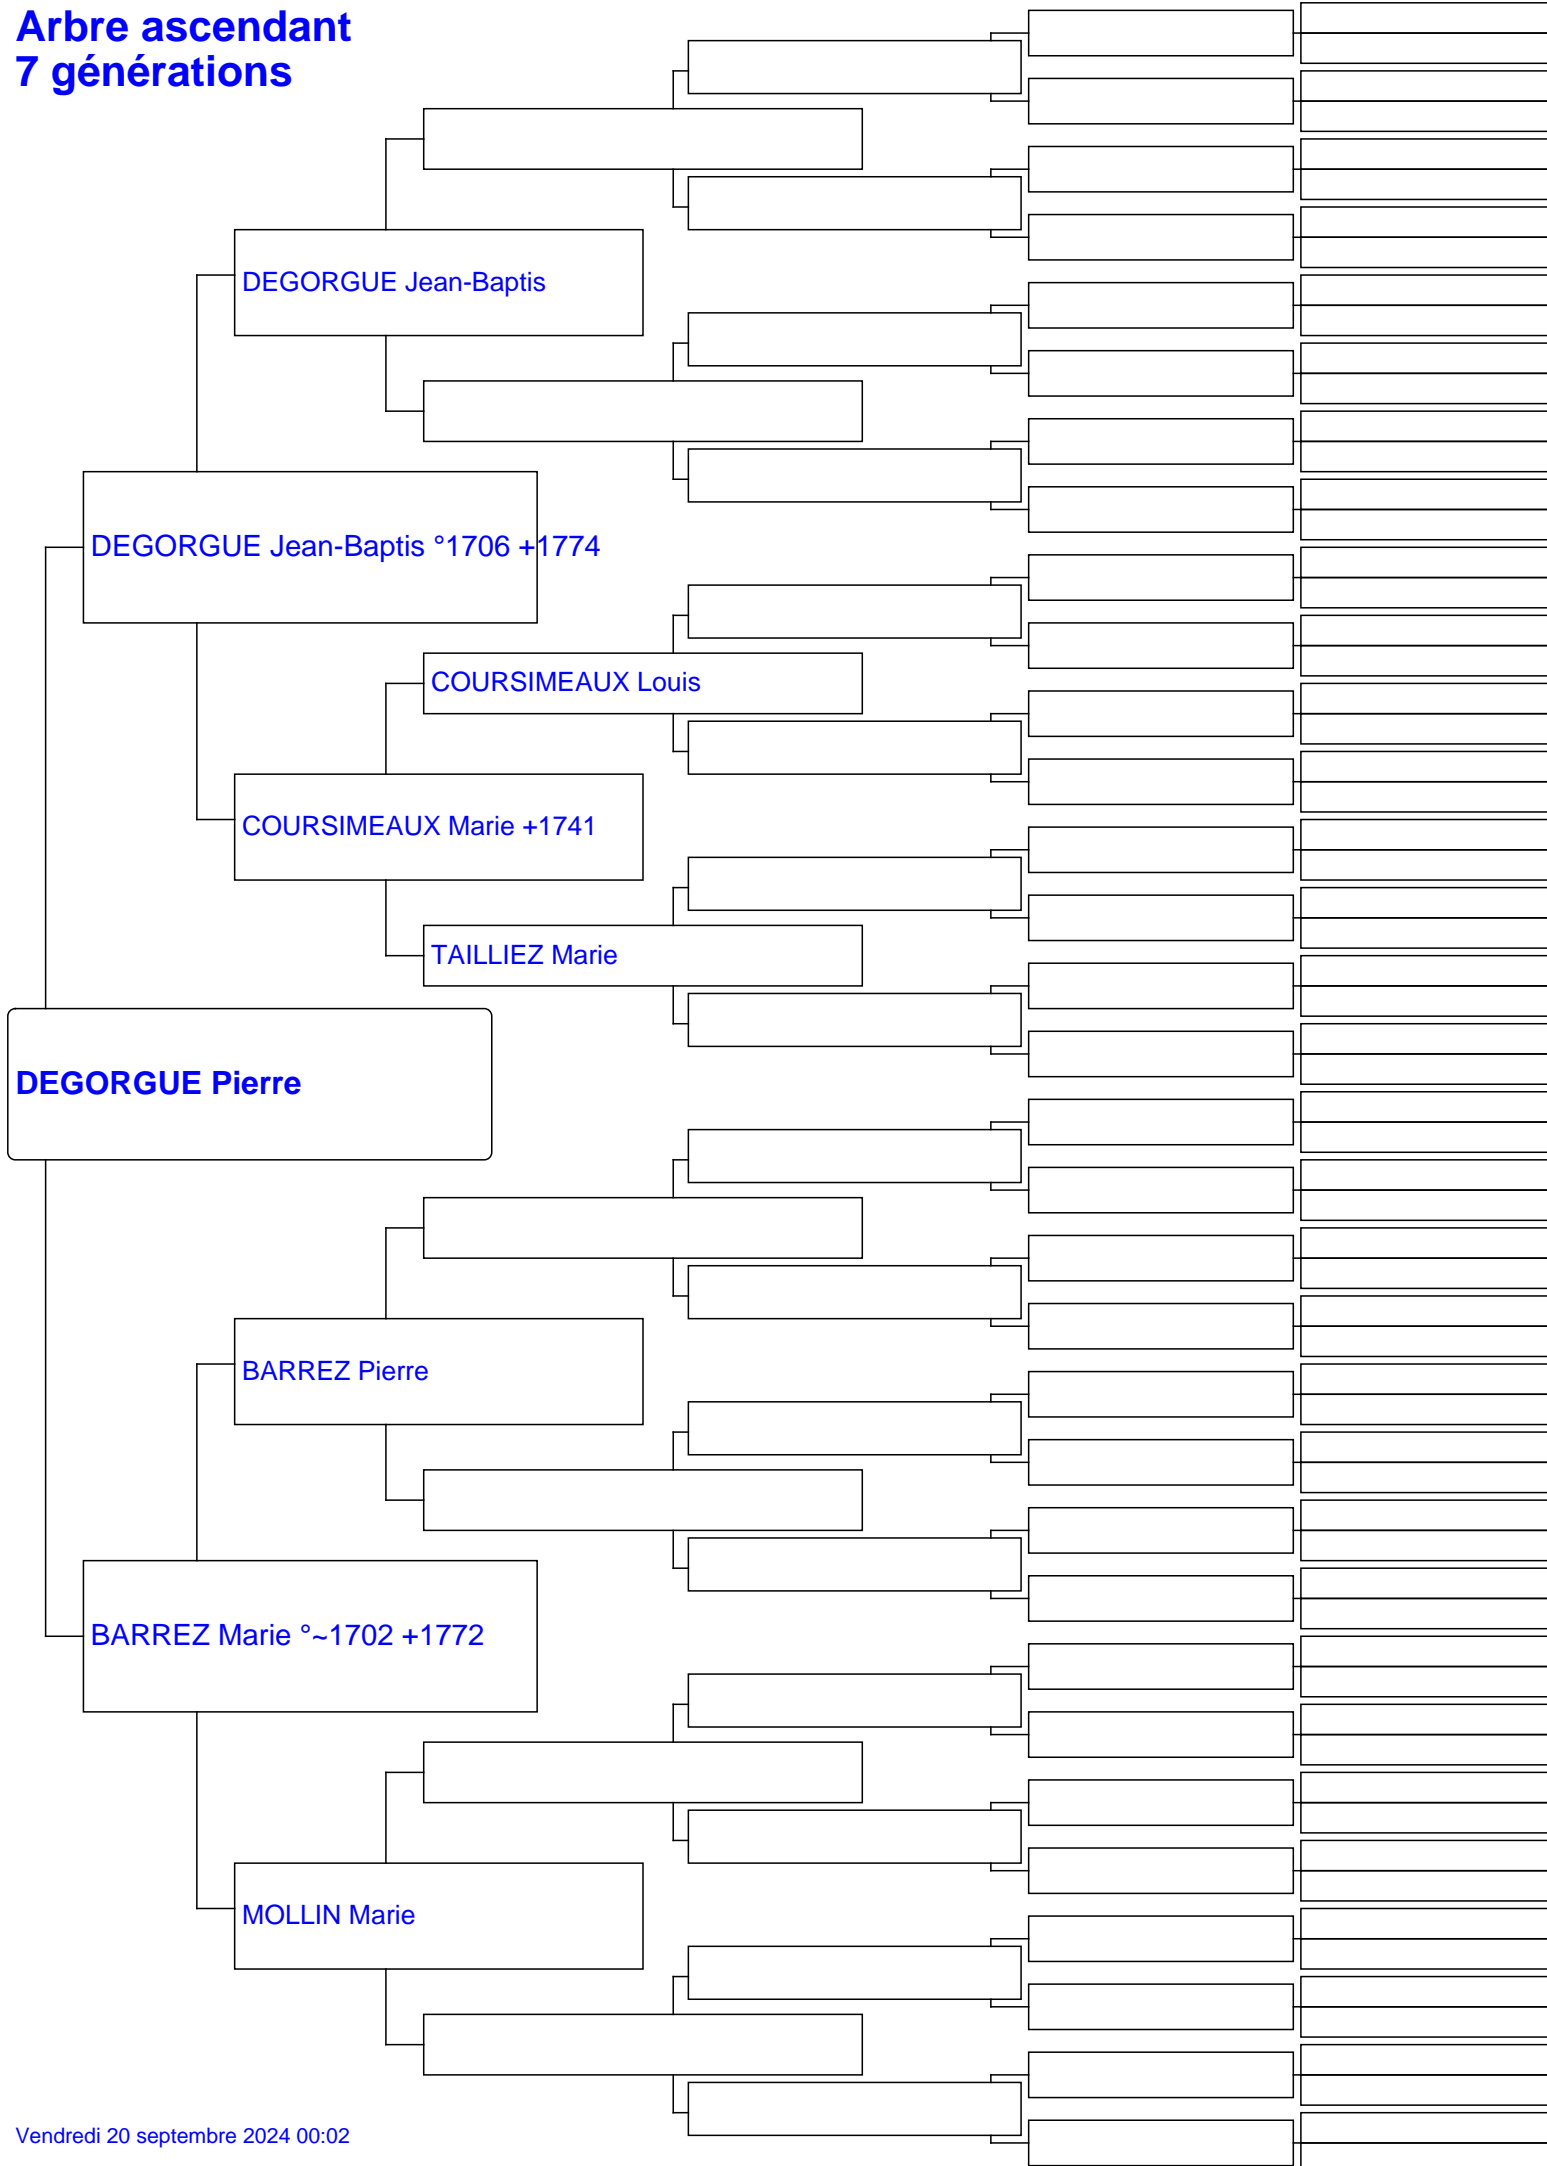 Arbre ascendant
7 générations
DEGORGUE Jean-Baptis
DEGORGUE Jean-Baptis °1706 +1774
COURSIMEAUX Louis
COURSIMEAUX Marie +1741
TAILLIEZ Marie
DEGORGUE Pierre
BARREZ Pierre
BARREZ Marie °~1702 +1772
MOLLIN Marie
Vendredi 20 septembre 2024 00:02